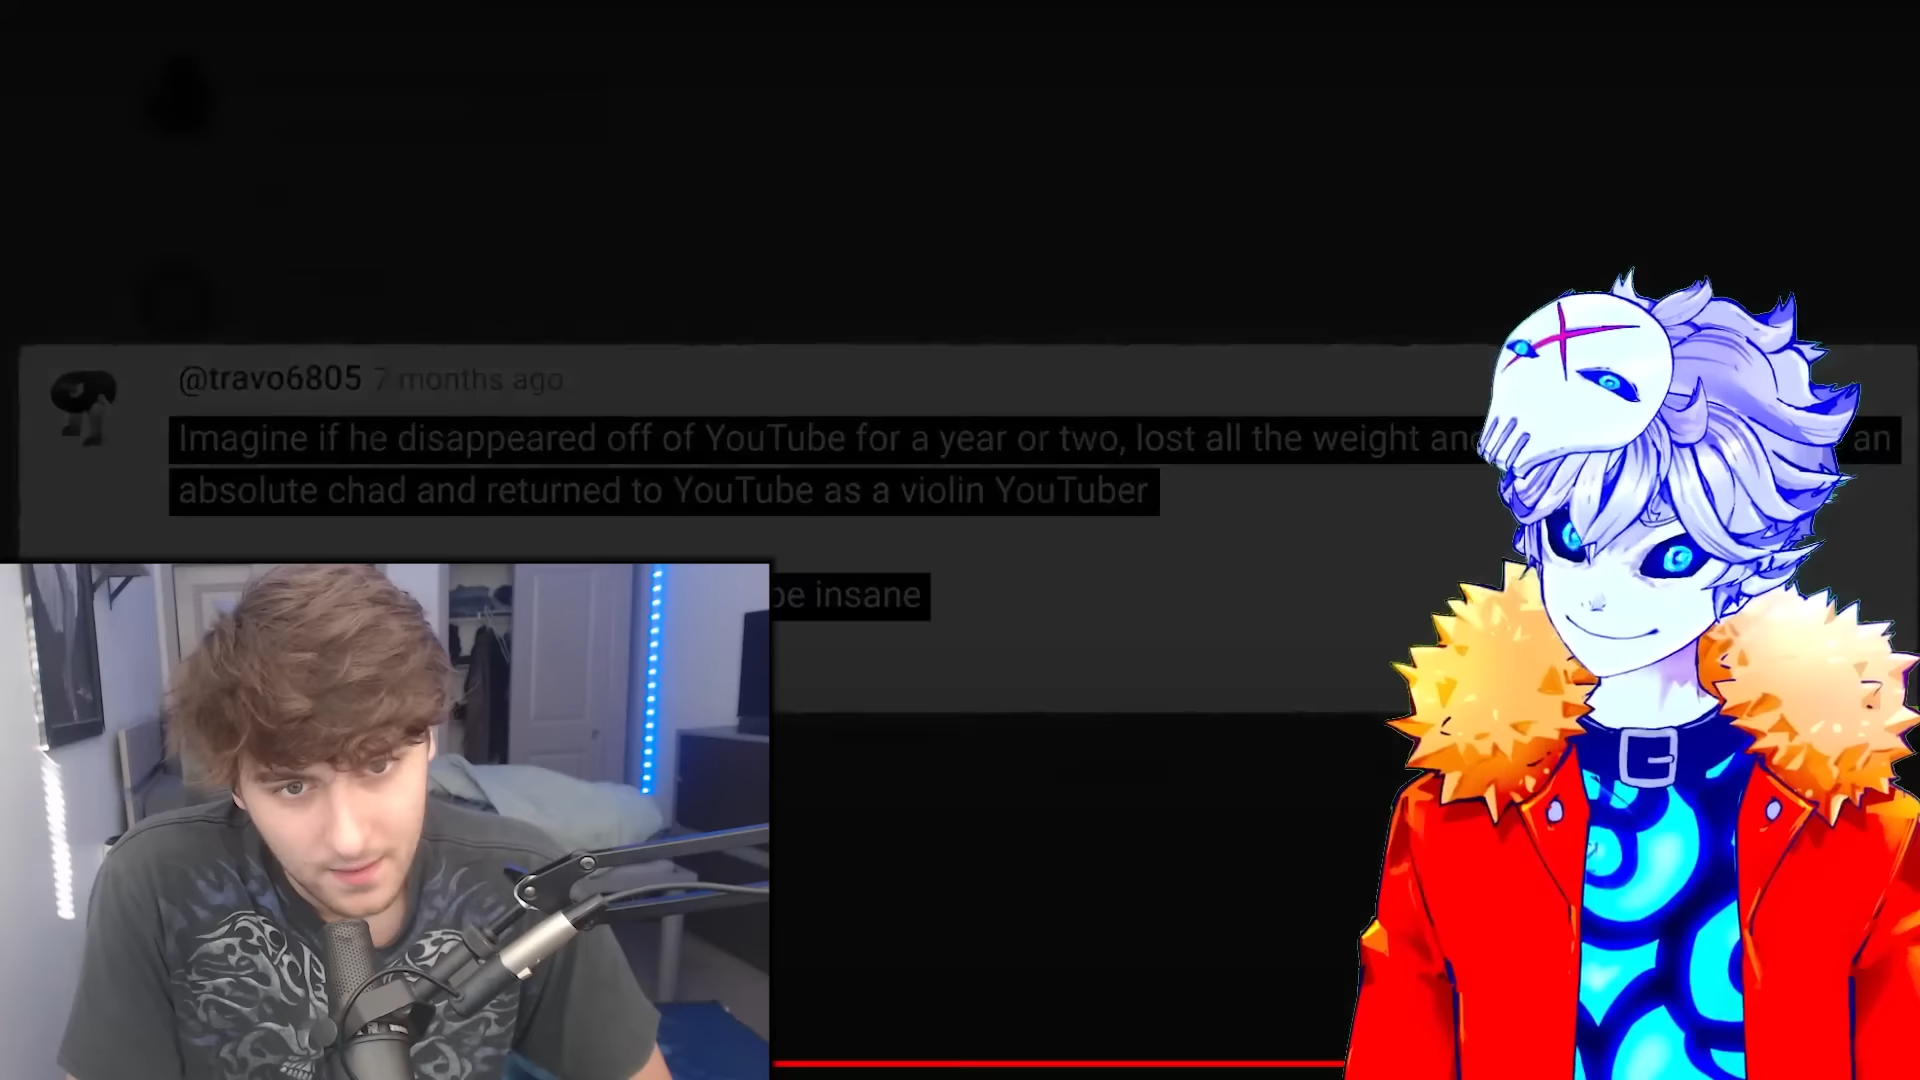 @travo6805 7 months ago
Imagine if he disappeared off of YouTube for a year or two, lost all the weight and an
absolute chad and returned to YouTube as a violin YouTuber
be insane